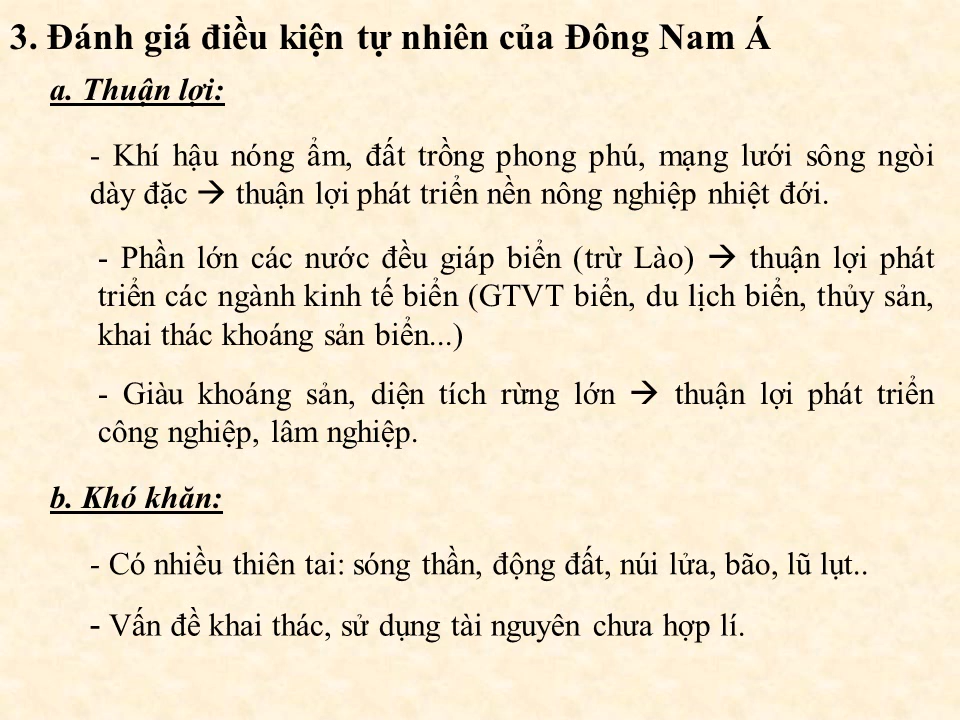 3. Đánh giá điều kiện tự nhiên của Đông Nam Á
a. Thuận lợi:
- Khí hậu nóng ẩm, đất trồng phong phú, mạng lưới sông ngòi
dày đặc → thuận lợi phát triển nền nông nghiệp nhiệt đới.
- Phần lớn các nước đều giáp biển (trừ Lào) → thuận lợi phát
triển các ngành kinh tế biển (GTVT biển, du lịch biển, thủy sản,
khai thác khoáng sản biển...)
- Giàu khoáng sản, diện tích rừng lớn → thuận lợi phát triển
công nghiệp, lâm nghiệp.
b. Khó khăn:
- Có nhiều thiên tai: sóng thần, động đất, núi lửa, bão, lũ lụt..
- Vấn đề khai thác, sử dụng tài nguyên chưa hợp lí.